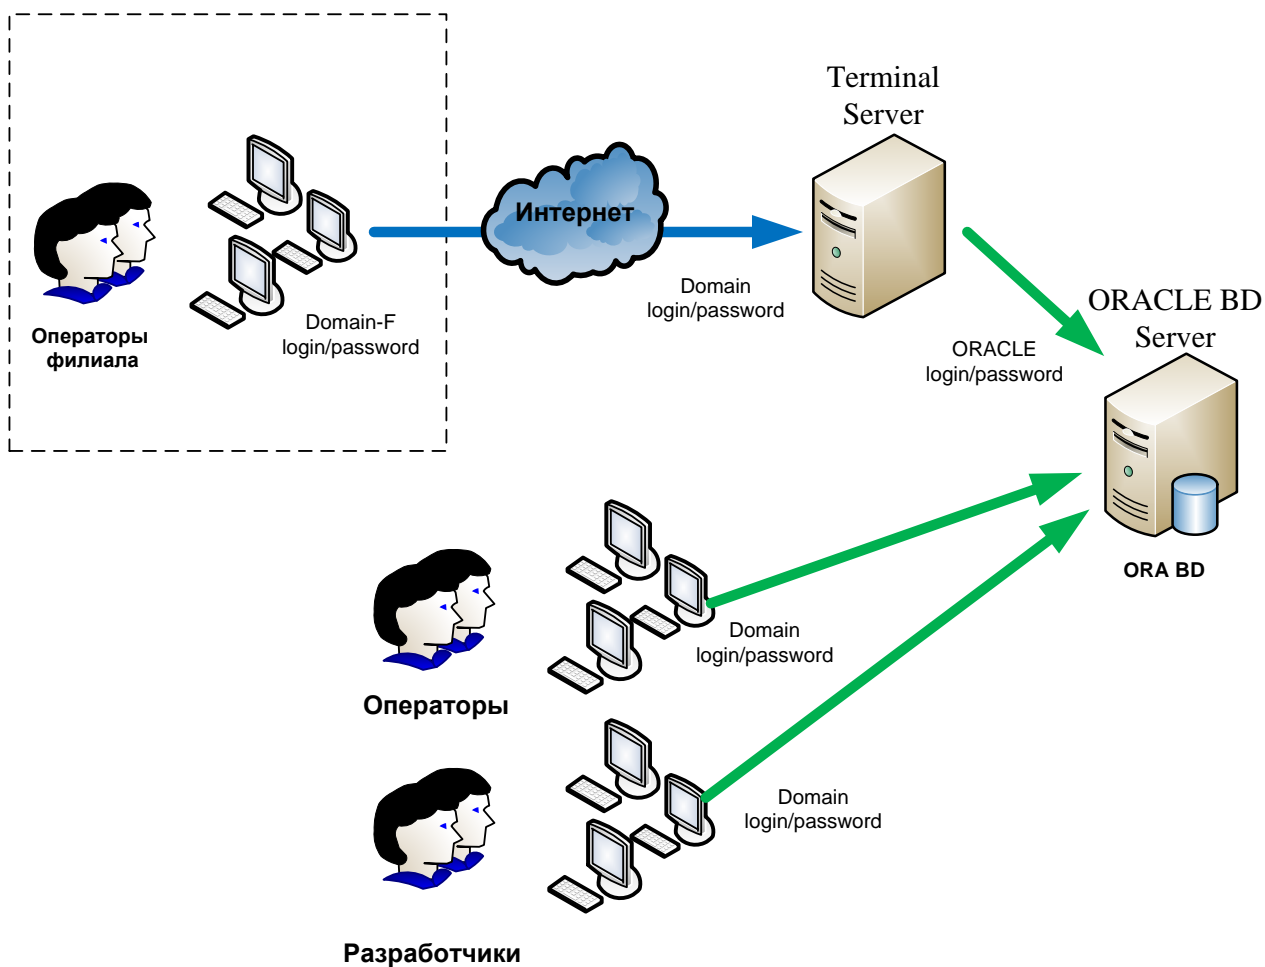 Terminal
Server
Интернет
Domain
login/password
Domain-F
login/password
Операторы
филиала
ORACLE BD
Server
ORACLE
login/password
ORA BD
Domain
login/password
Операторы
Domain
login/password
Разработчики